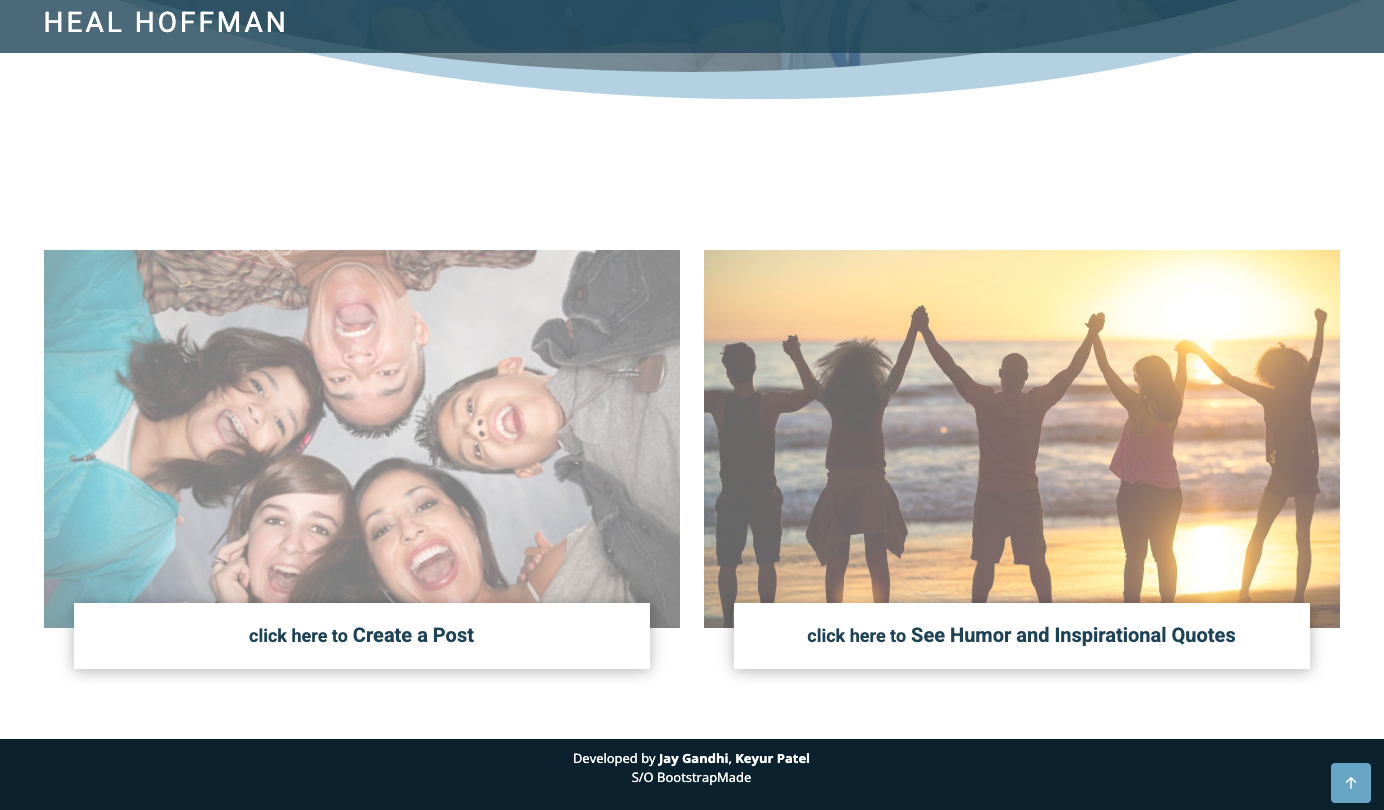 HEAL HOFFMAN
click here to Create a Post
click here to See Humor and Inspirational Quotes
Developed by Jay Gandhi, Keyur Patel
S/O BootstrapMade